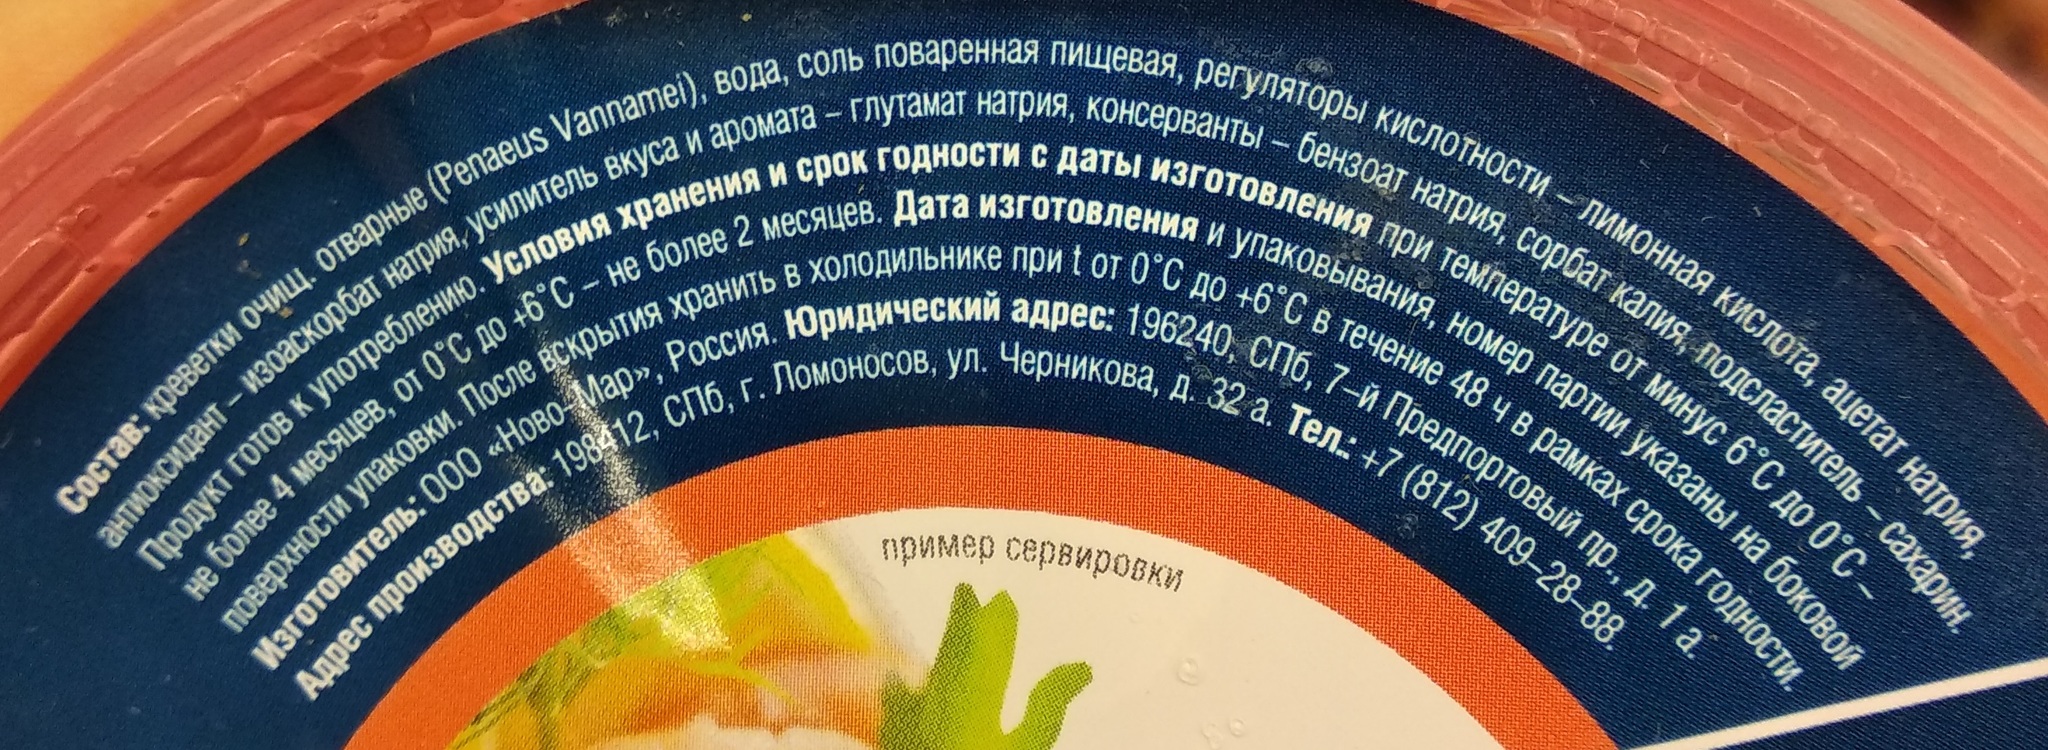 Состав: креветки очищ. отварные (Penaeus Vannamei), вода, соль поваренная пищевая, регуляторы кислотности – лимонная кислота, ацетат натрия,
антиоксидант – изоаскорбат натрия, усилитель вкуса и аромата – глутамат натрия, консерванты – бензоат натрия, сорбат калия, подсластитель – сахарин.
Продукт готов к употреблению. Условия хранения и срок годности с даты изготовления при температуре от минус 6°С до 0°С –
не более 4 месяцев, от 0°С до +6°С – не более 2 месяцев. Дата изготовления и упаковывания, номер партии указаны на боковой
поверхности упаковки. После вскрытия хранить в холодильнике при t от 0°С до +6°С в течение 48 ч в рамках срока годности.
Изготовитель: ООО «Ново-Мар», Россия. Юридический адрес: 196240, СПб, 7–й Предпортовый пр., д. 1 а.
Адрес производства: 198412, СПб, г. Ломоносов, ул. Черникова, д. 32 а. Тел.: +7 (812) 409–28–88.
пример сервировки